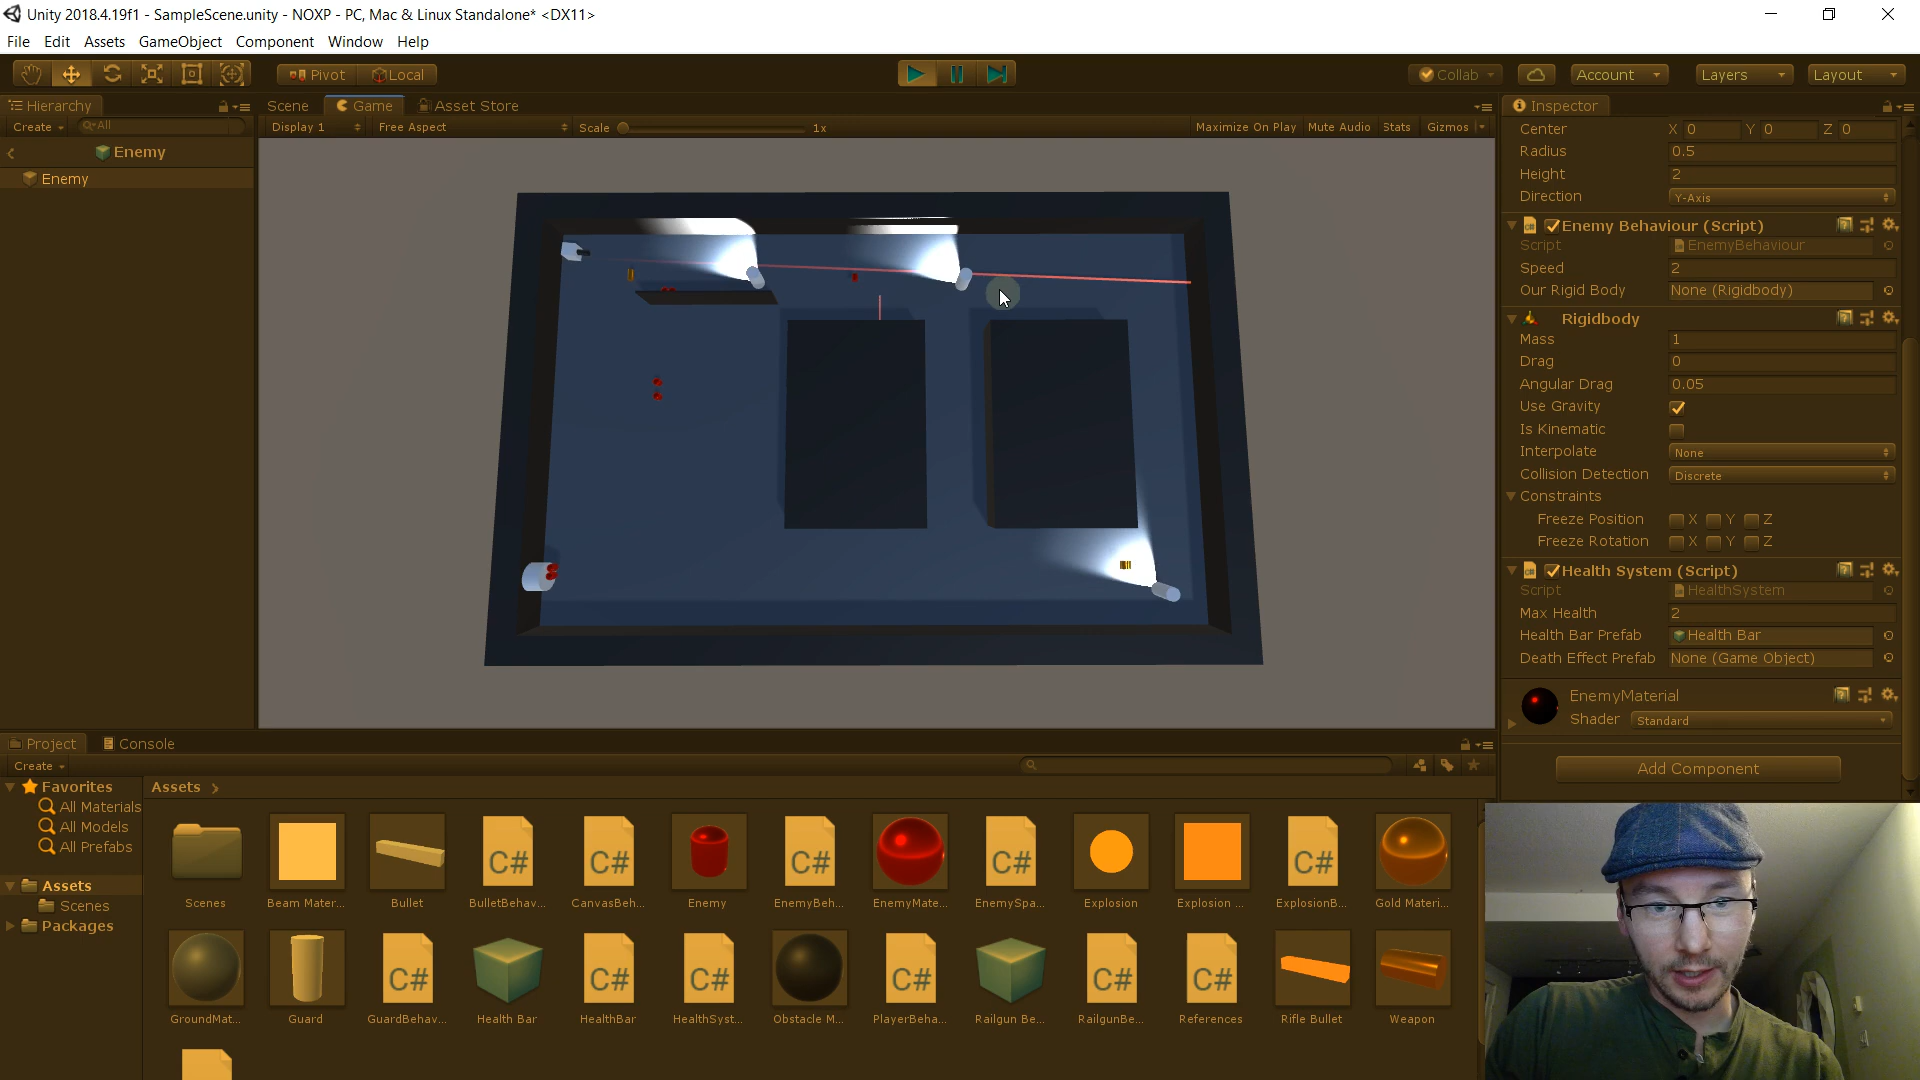 Unity 2018.4.19f1 - SampleScene.unity - NOXP - PC, Mac & Linux Standalone* <DX11>
File Edit Assets GameObject Component Window Help
Pivot Local Collab Account Layers Layout
Hierarchy
Create All
Enemy
Enemy
Scene Game Asset Store
Display 1 Free Aspect Scale 1x Maximize On Play Mute Audio Stats Gizmos
Inspector
Center X 0 Y 0 Z 0
Radius 0.5
Height 2
Direction Y-Axis
Enemy Behaviour (Script)
Script EnemyBehaviour
Speed 2
Our Rigid Body None (Rigidbody)
Rigidbody
Mass 1
Drag 0
Angular Drag 0.05
Use Gravity
Is Kinematic
Interpolate None
Collision Detection Discrete
Constraints
Freeze Position X Y Z
Freeze Rotation X Y Z
Health System (Script)
Script HealthSystem
Max Health 2
Health Bar Prefab Health Bar
Death Effect Prefab None (Game Object)
EnemyMaterial
Shader Standard
Add Component
Project Console
Create
Favorites
All Materials
All Models
All Prefabs
Assets
Scenes
Packages
Assets
C# C# C# C# C#
Scenes Beam Mater... Bullet BulletBehav... CanvasBeh... Enemy EnemyBeh... EnemyMate... EnemySpa... Explosion Explosion ... ExplosionB... Gold Materi...
C# C# C# C# C# C#
GroundMat... Guard GuardBehav... Health Bar HealthBar HealthSyst... Obstacle M... PlayerBeha... Railgun Be... RailgunBe... References Rifle Bullet Weapon